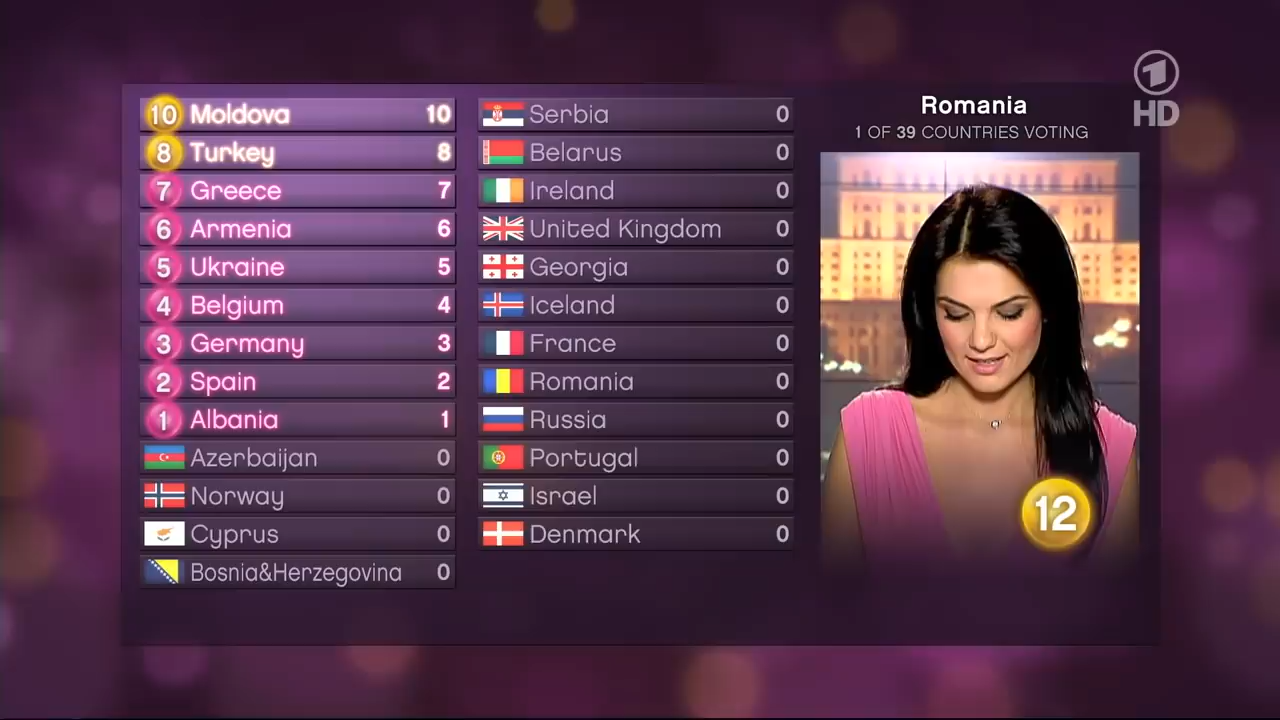 10 Moldova 10
8 Turkey 8
7 Greece 7
6 Armenia 6
5 Ukraine 5
4 Belgium 4
3 Germany 3
2 Spain 2
1 Albania 1
Azerbaijan 0
Norway 0
Cyprus 0
Bosnia&Herzegovina 0
Serbia 0
Belarus 0
Ireland 0
United Kingdom 0
Georgia 0
Iceland 0
France 0
Romania 0
Russia 0
Portugal 0
Israel 0
Denmark 0
Romania
1 OF 39 COUNTRIES VOTING
12
1
HD